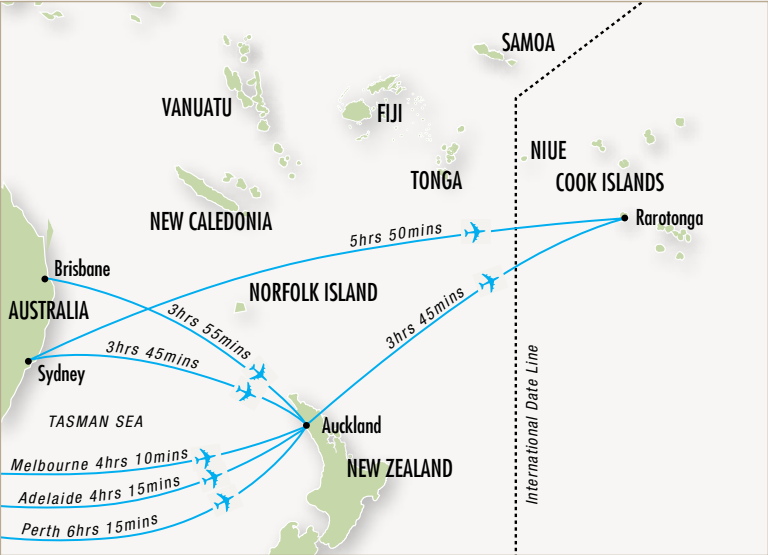 SAMOA
VANUATU
FIJI
NIUE
TONGA
COOK ISLANDS
NEW CALEDONIA
Rarotonga
5hrs 50mins
Brisbane
NORFOLK ISLAND
AUSTRALIA
3hrs 55mins
3hrs 45mins
3hrs 45mins
Sydney
International Date Line
TASMAN SEA
Auckland
Melbourne 4hrs 10mins
NEW ZEALAND
Adelaide 4hrs 15mins
Perth 6hrs 15mins